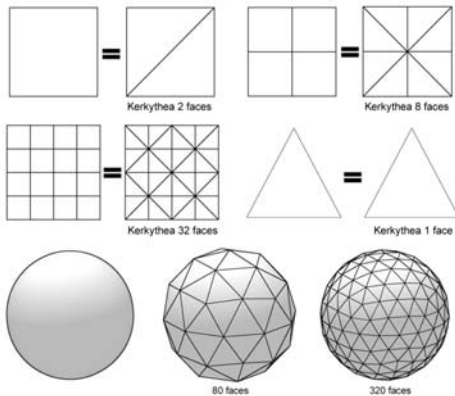 Kerkythea 2 faces
Kerkythea 8 faces
Kerkythea 32 faces
Kerkythea 1 face
80 faces
320 faces